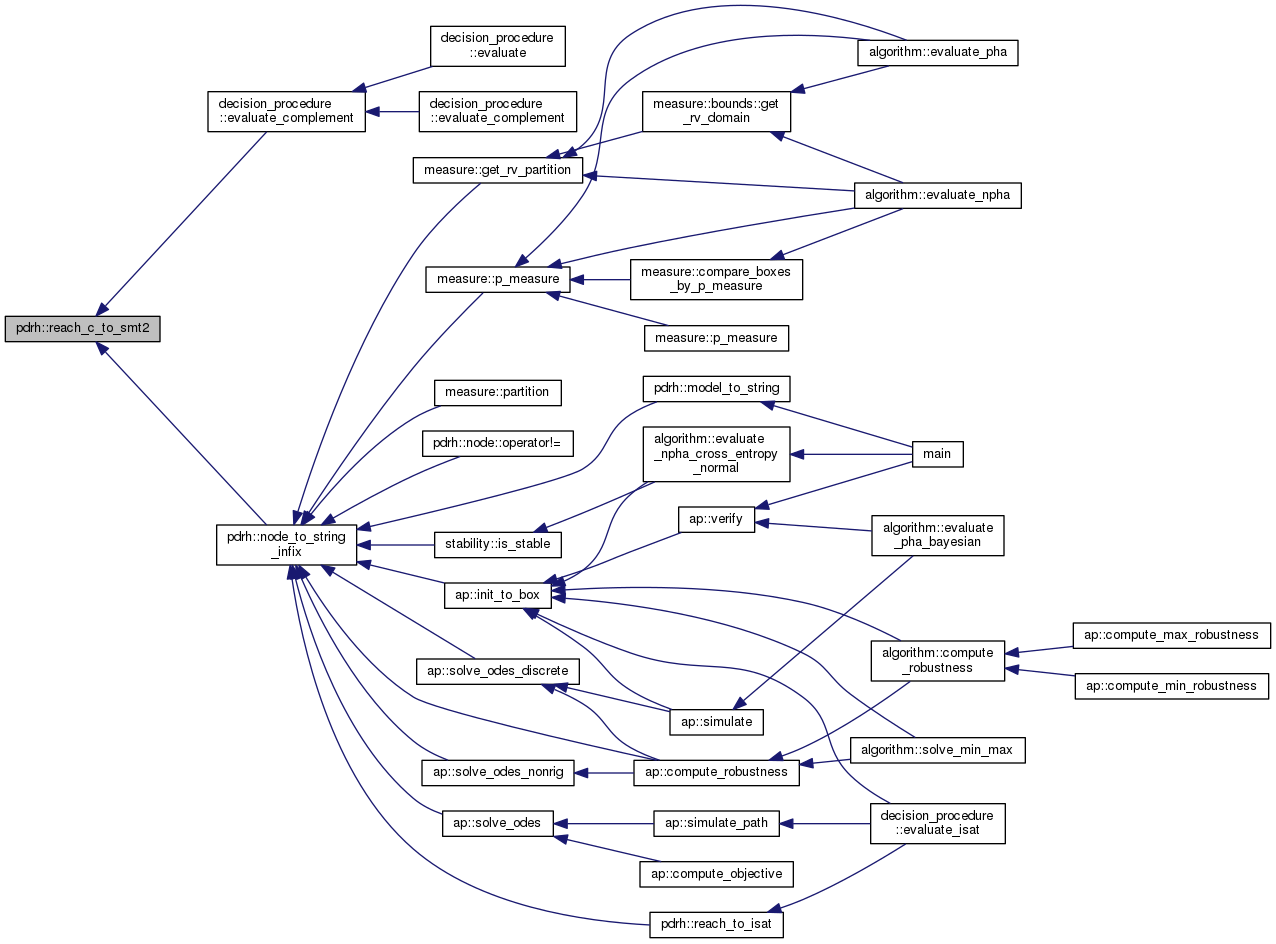 decision_procedure
::evaluate
decision_procedure
::evaluate_complement
decision_procedure
::evaluate_complement
measure::get_rv_partition
measure::bounds::get
_rv_domain
algorithm::evaluate_pha
algorithm::evaluate_npha
measure::p_measure
measure::compare_boxes
_by_p_measure
measure::p_measure
pdrh::reach_c_to_smt2
measure::partition
pdrh::model_to_string
pdrh::node::operator!=
algorithm::evaluate
_npha_cross_entropy
_normal
main
pdrh::node_to_string
_infix
stability::is_stable
ap::verify
algorithm::evaluate
_pha_bayesian
ap::init_to_box
algorithm::compute
_robustness
ap::compute_max_robustness
ap::compute_min_robustness
ap::solve_odes_discrete
ap::simulate
algorithm::solve_min_max
ap::solve_odes_nonrig
ap::compute_robustness
ap::solve_odes
ap::simulate_path
decision_procedure
::evaluate_isat
ap::compute_objective
pdrh::reach_to_isat